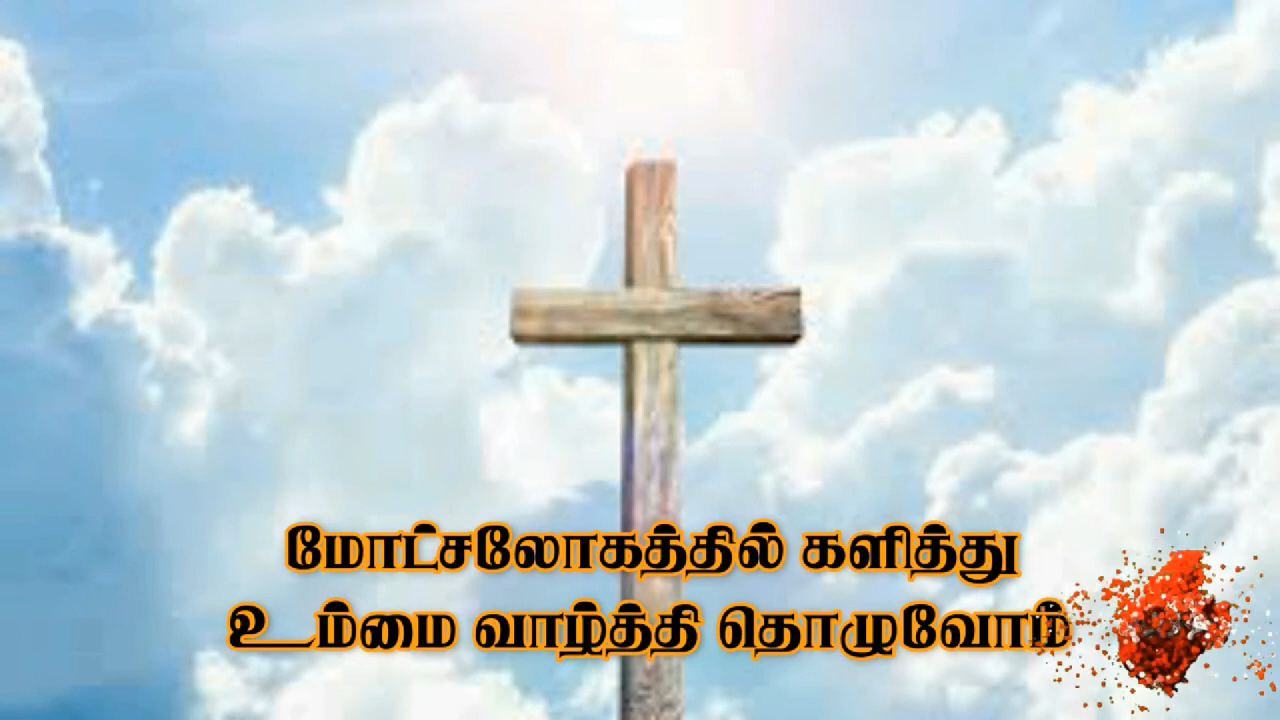 மோட்சலோகத்தில் களித்து
உம்மை வாழ்த்தி தொழுவோம்